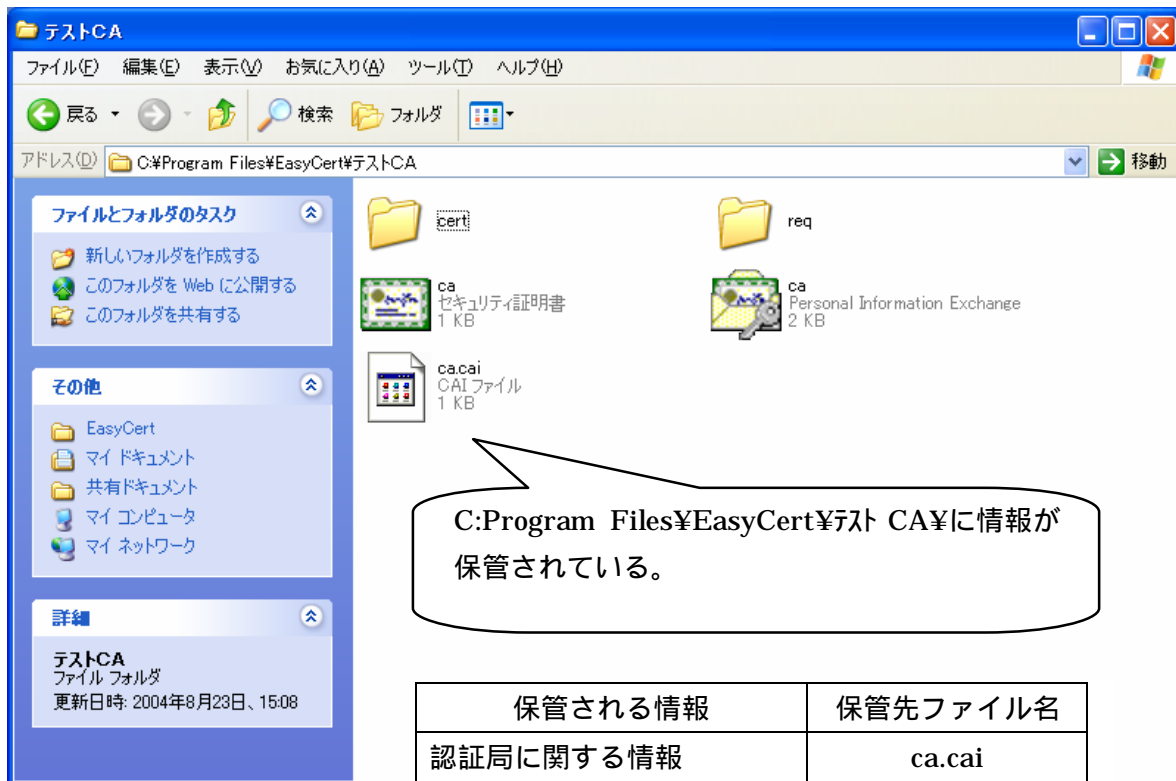 テストCA
ファイル(F) 編集(E) 表示(V) お気に入り(A) ツール(T) ヘルプ(H)
戻る 検索 フォルダ
アドレス(D) C:¥Program Files¥EasyCert¥テストCA 移動
ファイルとフォルダのタスク
新しいフォルダを作成する
このフォルダを Web に公開する
このフォルダを共有する
その他
EasyCert
マイ ドキュメント
共有ドキュメント
マイ コンピュータ
マイ ネットワーク
詳細
テストCA
ファイル フォルダ
更新日時: 2004年8月23日、15:08
cert
req
ca
セキュリティ証明書
1 KB
ca
Personal Information Exchange
2 KB
ca.cai
CAI ファイル
1 KB
C:Program Files¥EasyCert¥ﾃｽﾄ CA¥に情報が
保管されている。
保管される情報 保管先ファイル名
認証局に関する情報 ca.cai